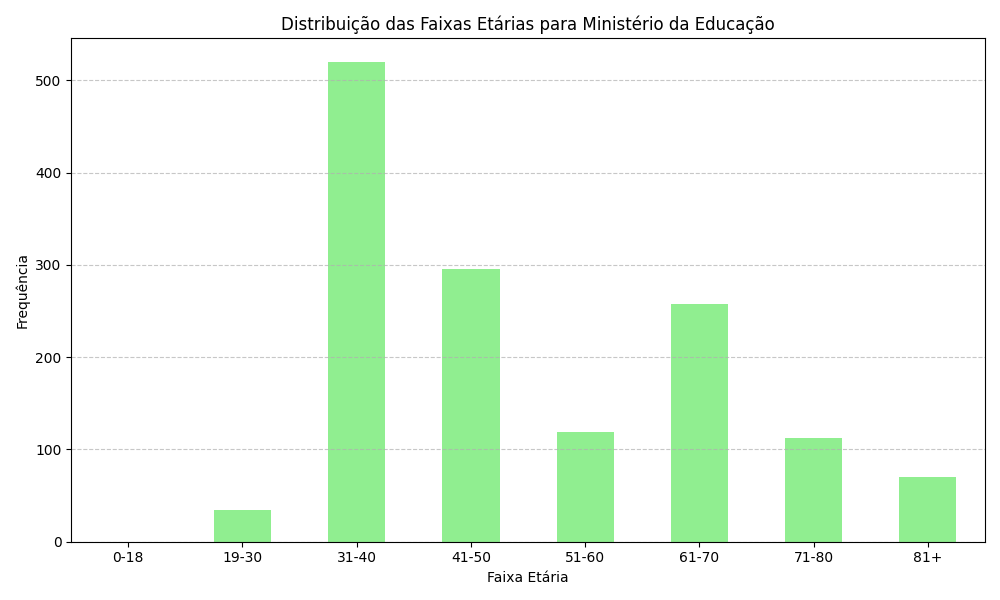 Distribuição das Faixas Etárias para Ministério da Educação
Frequência
500
400
300
200
100
0
0-18 19-30 31-40 41-50 51-60 61-70 71-80 81+
Faixa Etária